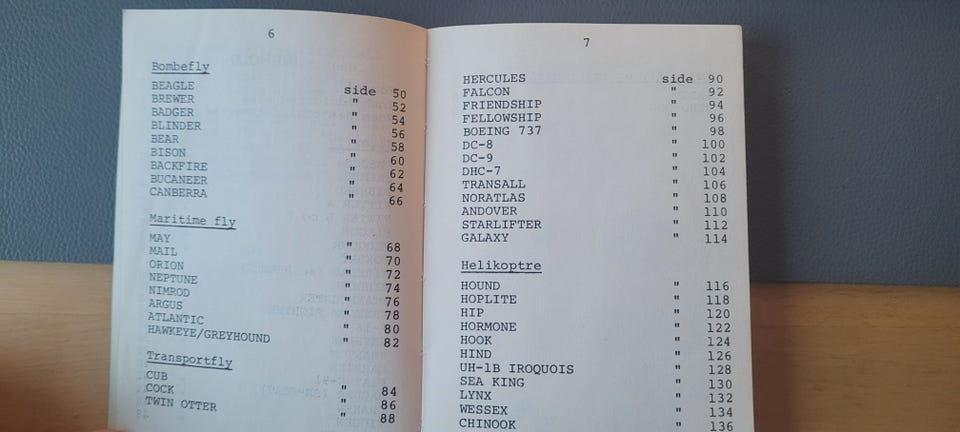 6
Bombefly
BEAGLE side 50
BREWER " 52
BADGER " 54
BLINDER " 56
BEAR " 58
BISON " 60
BACKFIRE " 62
BUCANEER " 64
CANBERRA " 66
Maritime fly
MAY " 68
MAIL " 70
ORION " 72
NEPTUNE " 74
NIMROD " 76
ARGUS " 78
ATLANTIC " 80
HAWKEYE/GREYHOUND " 82
Transportfly
CUB " 84
COCK " 86
TWIN OTTER " 88
7
HERCULES side 90
FALCON " 92
FRIENDSHIP " 94
FELLOWSHIP " 96
BOEING 737 " 98
DC-8 " 100
DC-9 " 102
DHC-7 " 104
TRANSALL " 106
NORATLAS " 108
ANDOVER " 110
STARLIFTER " 112
GALAXY " 114
Helikoptre
HOUND " 116
HOPLITE " 118
HIP " 120
HORMONE " 122
HOOK " 124
HIND " 126
UH-1B IROQUOIS " 128
SEA KING " 130
LYNX " 132
WESSEX " 134
CHINOOK " 136